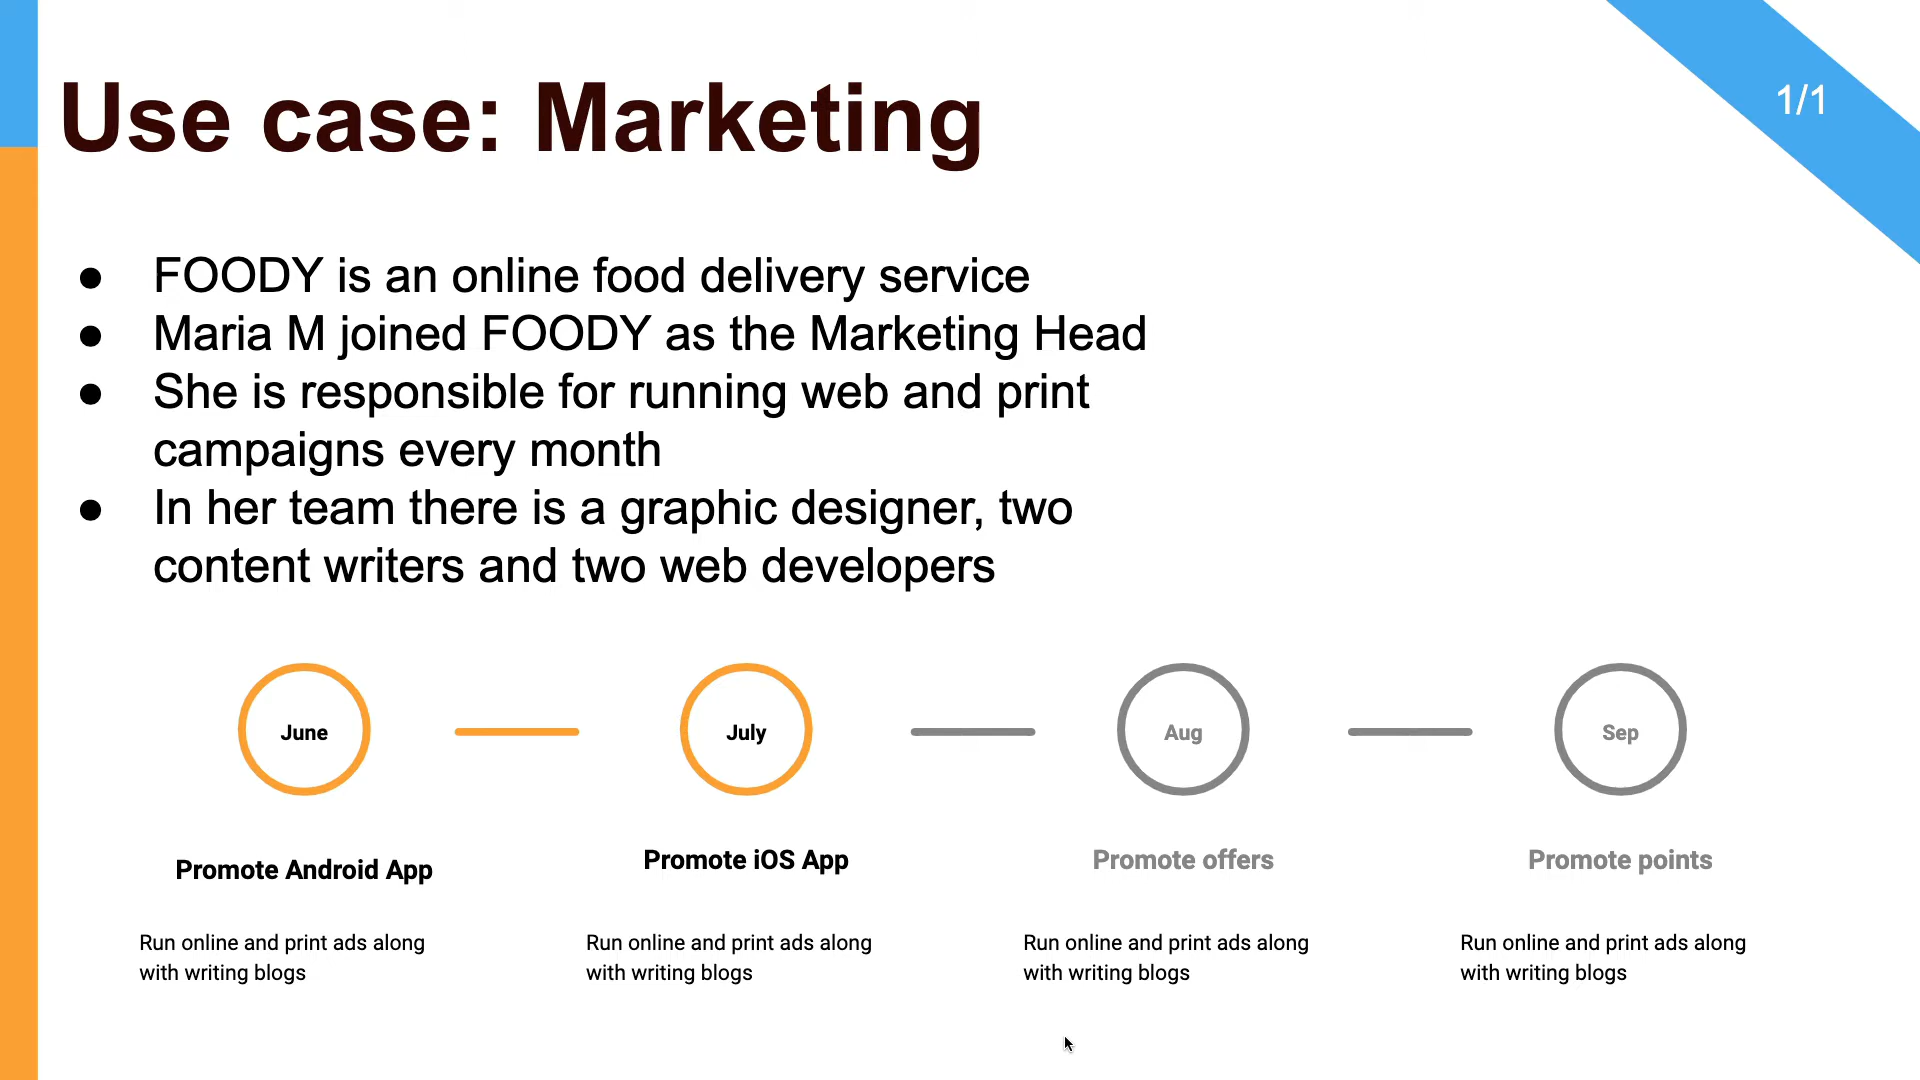 Use case: Marketing
1/1
● FOODY is an online food delivery service
● Maria M joined FOODY as the Marketing Head
● She is responsible for running web and print
campaigns every month
● In her team there is a graphic designer, two
content writers and two web developers
June
July
Aug
Sep
Promote Android App
Promote iOS App
Promote offers
Promote points
Run online and print ads along
with writing blogs
Run online and print ads along
with writing blogs
Run online and print ads along
with writing blogs
Run online and print ads along
with writing blogs